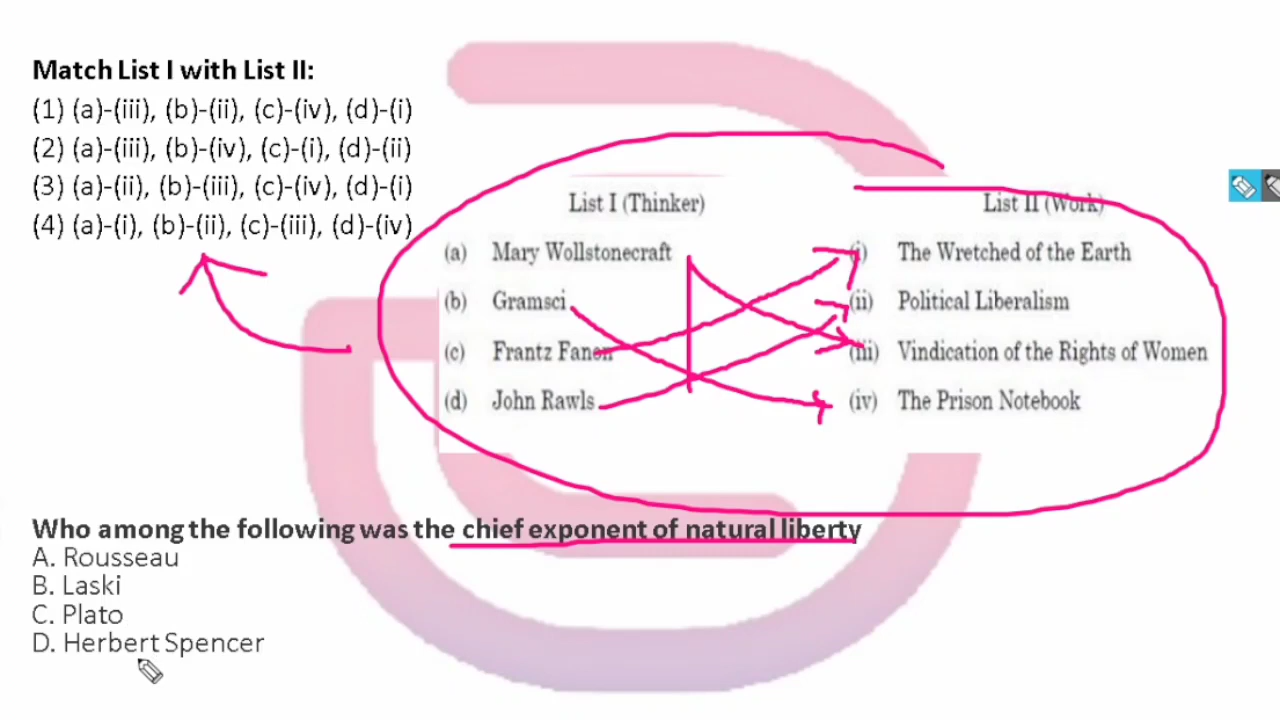 Match List I with List II:
(1) (a)-(iii), (b)-(ii), (c)-(iv), (d)-(i)
(2) (a)-(iii), (b)-(iv), (c)-(i), (d)-(ii)
(3) (a)-(ii), (b)-(iii), (c)-(iv), (d)-(i)
(4) (a)-(i), (b)-(ii), (c)-(iii), (d)-(iv)
List I (Thinker) List II (Work)
(a) Mary Wollstonecraft (i) The Wretched of the Earth
(b) Gramsci (ii) Political Liberalism
(c) Frantz Fanon (iii) Vindication of the Rights of Women
(d) John Rawls (iv) The Prison Notebook
Who among the following was the chief exponent of natural liberty
A. Rousseau
B. Laski
C. Plato
D. Herbert Spencer